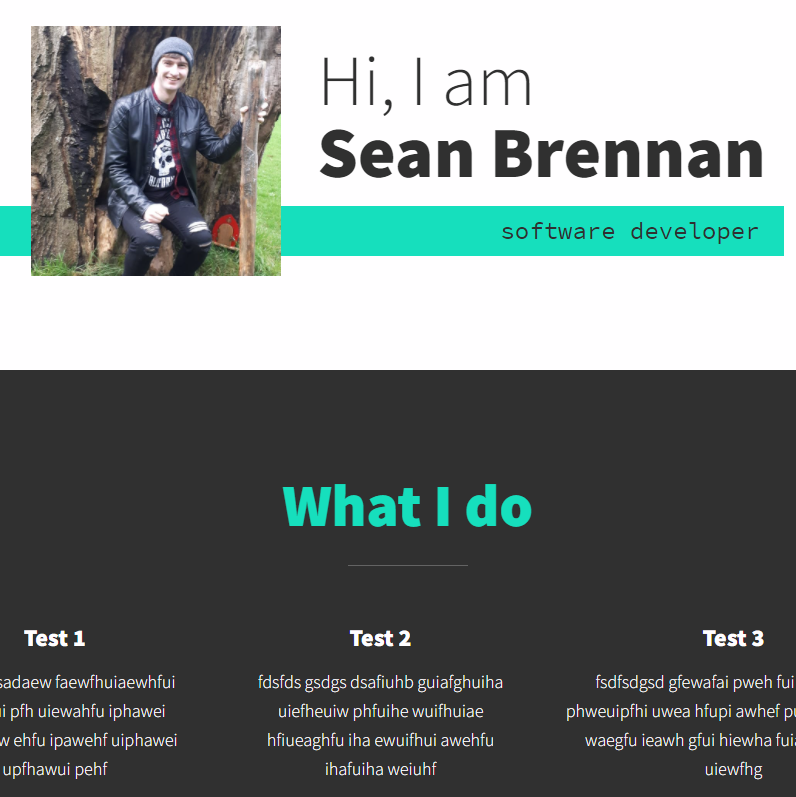 Hi, I am
Sean Brennan
software developer
What I do
Test 1
sadaew faewfhuiaewhfui
pfh uiewahfu iphawei
ehfu ipawehf uiphawei
upfhawui pehf
Test 2
fdsfds gsdgs dsafiuhb guiafghuiha
uiefheuiw phfuihe wuifhuiae
hfiueaghfu iha ewuifhui awehfu
ihafuiha weiuhf
Test 3
fsdfsdgsd gfewafai pweh fui
phweuipfhi uwea hfupi awhef
waegfu ieawh gfui hiewha
uiewfhg